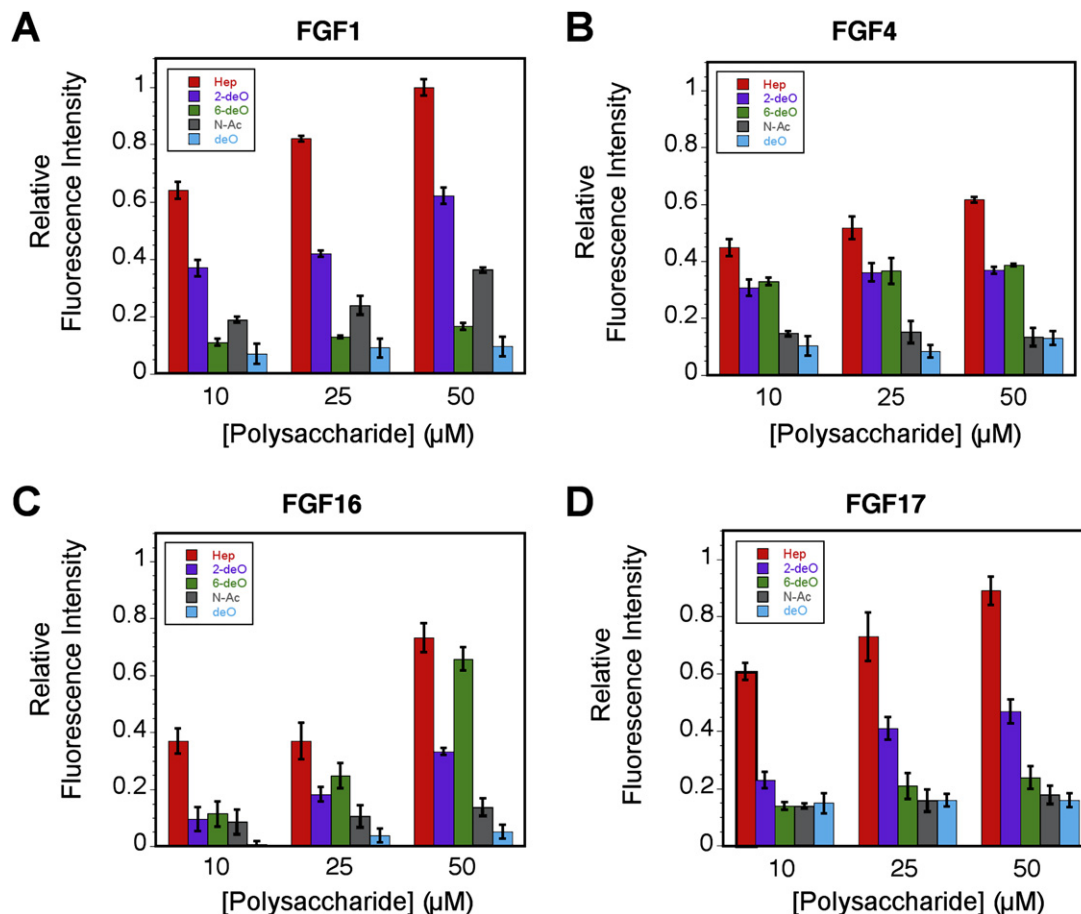 A
FGF1
Relative
Fluorescence Intensity
1
0.8
0.6
0.4
0.2
0
Hep
2-deO
6-deO
N-Ac
deO
10
25
50
[Polysaccharide] (µM)
B
FGF4
Relative
Fluorescence Intensity
1
0.8
0.6
0.4
0.2
0
Hep
2-deO
6-deO
N-Ac
deO
10
25
50
[Polysaccharide] (µM)
C
FGF16
Relative
Fluorescence Intensity
1
0.8
0.6
0.4
0.2
0
Hep
2-deO
6-deO
N-Ac
deO
10
25
50
[Polysaccharide] (µM)
D
FGF17
Relative
Fluorescence Intensity
1
0.8
0.6
0.4
0.2
0
Hep
2-deO
6-deO
N-Ac
deO
10
25
50
[Polysaccharide] (µM)